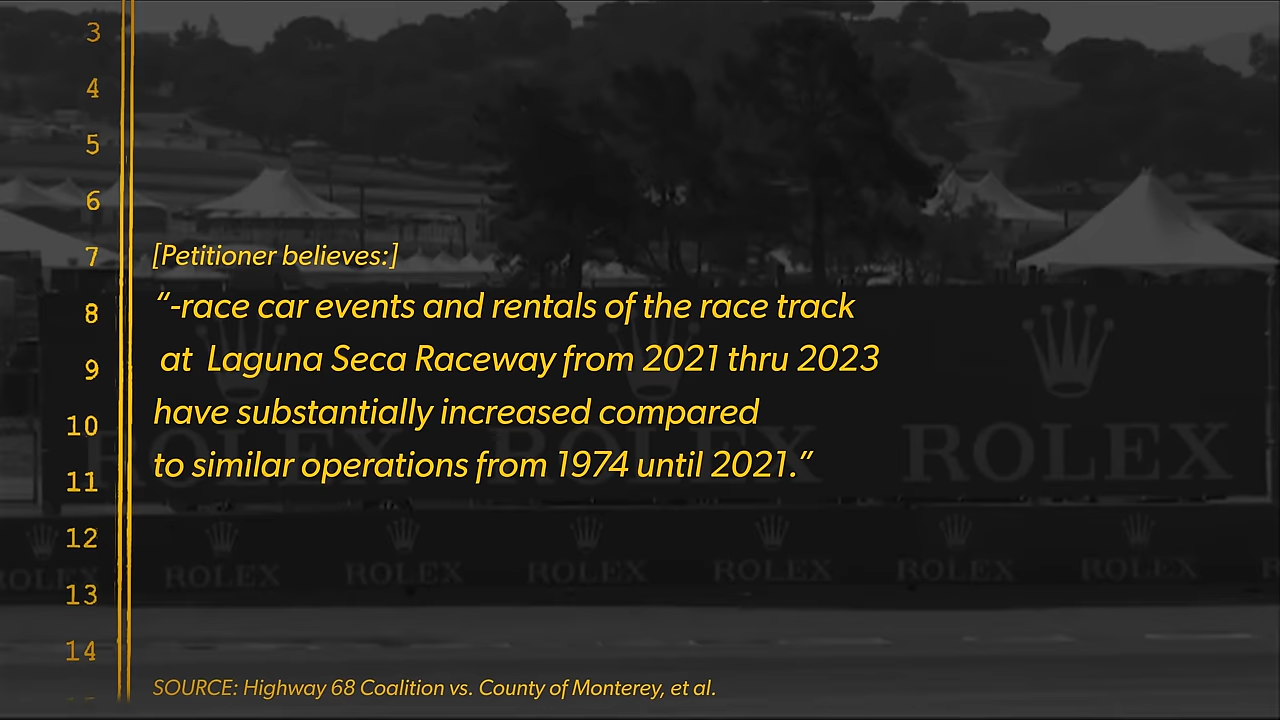 3
4
5
6
7 [Petitioner believes:]
8 “-race car events and rentals of the race track
9 at Laguna Seca Raceway from 2021 thru 2023
10 have substantially increased compared
11 to similar operations from 1974 until 2021.”
ROLEX ROLEX ROLEX
12
13 ROLEX ROLEX ROLEX ROLEX ROLEX ROLEX ROLEX
14
SOURCE: Highway 68 Coalition vs. County of Monterey, et al.